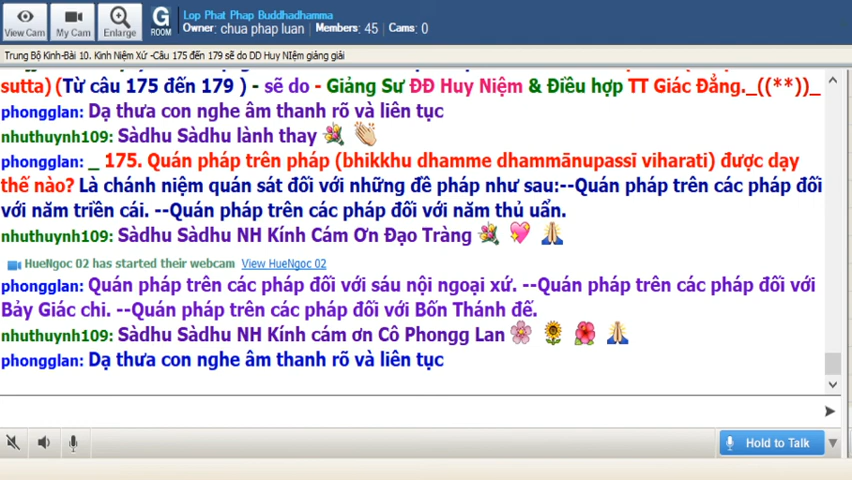 Lop Phat Phap Buddhadhamma
Owner: chua phap luan : Members: 45 : Cams: 0
View Cam
My Cam
Enlarge
G
ROOM
Trung Bộ Kinh-Bài 10. Kinh Niệm Xứ -Câu 175 đến 179 sẽ do DD Huy NIệm giảng giải
sutta) (Từ câu 175 đến 179 ) - sẽ do - Giảng Sư ĐĐ Huy Niệm & Điều hợp TT Giác Đẳng._((**))_
phongglan: Dạ thưa con nghe âm thanh rõ và liên tục
nhuthuynh109: Sàdhu Sàdhu lành thay
phongglan: _ 175. Quán pháp trên pháp (bhikkhu dhamme dhammānupassī viharati) được dạy
thế nào? Là chánh niệm quán sát đối với những đề pháp như sau:--Quán pháp trên các pháp đối
với năm triền cái. --Quán pháp trên các pháp đối với năm thủ uẩn.
nhuthuynh109: Sàdhu Sàdhu NH Kính Cám Ơn Đạo Tràng
HueNgoc 02 has started their webcam View HueNgoc 02
phongglan: Quán pháp trên các pháp đối với sáu nội ngoại xứ. --Quán pháp trên các pháp đối với
Bảy Giác chi. --Quán pháp trên các pháp đối với Bốn Thánh đế.
nhuthuynh109: Sàdhu Sàdhu NH Kính cám ơn Cô Phongg Lan
phongglan: Dạ thưa con nghe âm thanh rõ và liên tục
Hold to Talk